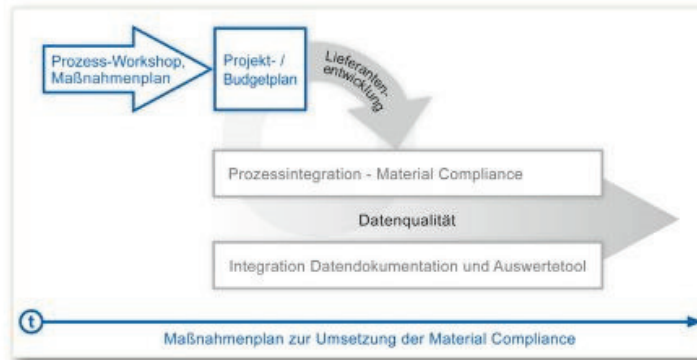 Prozess-Workshop,
Maßnahmenplan
Projekt- /
Budgetplan
Lieferanten-
entwicklung
Prozessintegration - Material Compliance
Datenqualität
Integration Datendokumentation und Auswertetool
t
Maßnahmenplan zur Umsetzung der Material Compliance